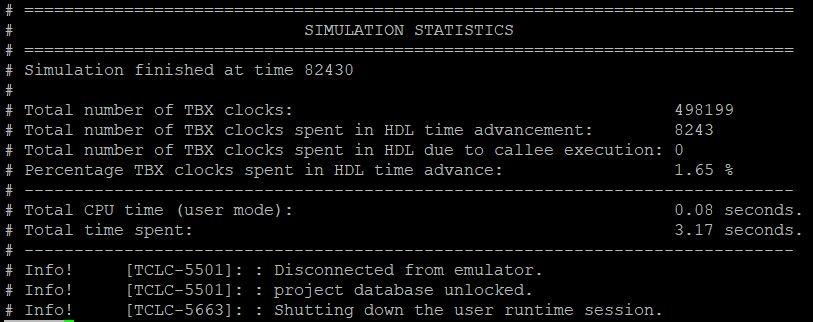 # =============================================================================
#                             SIMULATION STATISTICS
# =============================================================================
# Simulation finished at time 82430
#
# Total number of TBX clocks:                                      498199
# Total number of TBX clocks spent in HDL time advancement:        8243
# Total number of TBX clocks spent in HDL due to callee execution: 0
# Percentage TBX clocks spent in HDL time advance:                 1.65 %
# -----------------------------------------------------------------------------
# Total CPU time (user mode):                                      0.08 seconds.
# Total time spent:                                                3.17 seconds.
# -----------------------------------------------------------------------------
# Info!     [TCLC-5501]: : Disconnected from emulator.
# Info!     [TCLC-5501]: : project database unlocked.
# Info!     [TCLC-5663]: : Shutting down the user runtime session.